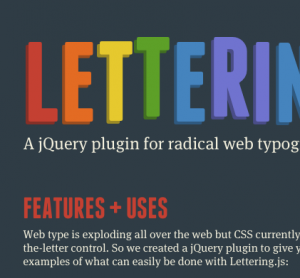 LETTERIN
A jQuery plugin for radical web typog
FEATURES + USES
Web type is exploding all over the web but CSS currently
the-letter control. So we created a jQuery plugin to give y
examples of what can easily be done with Lettering.js: